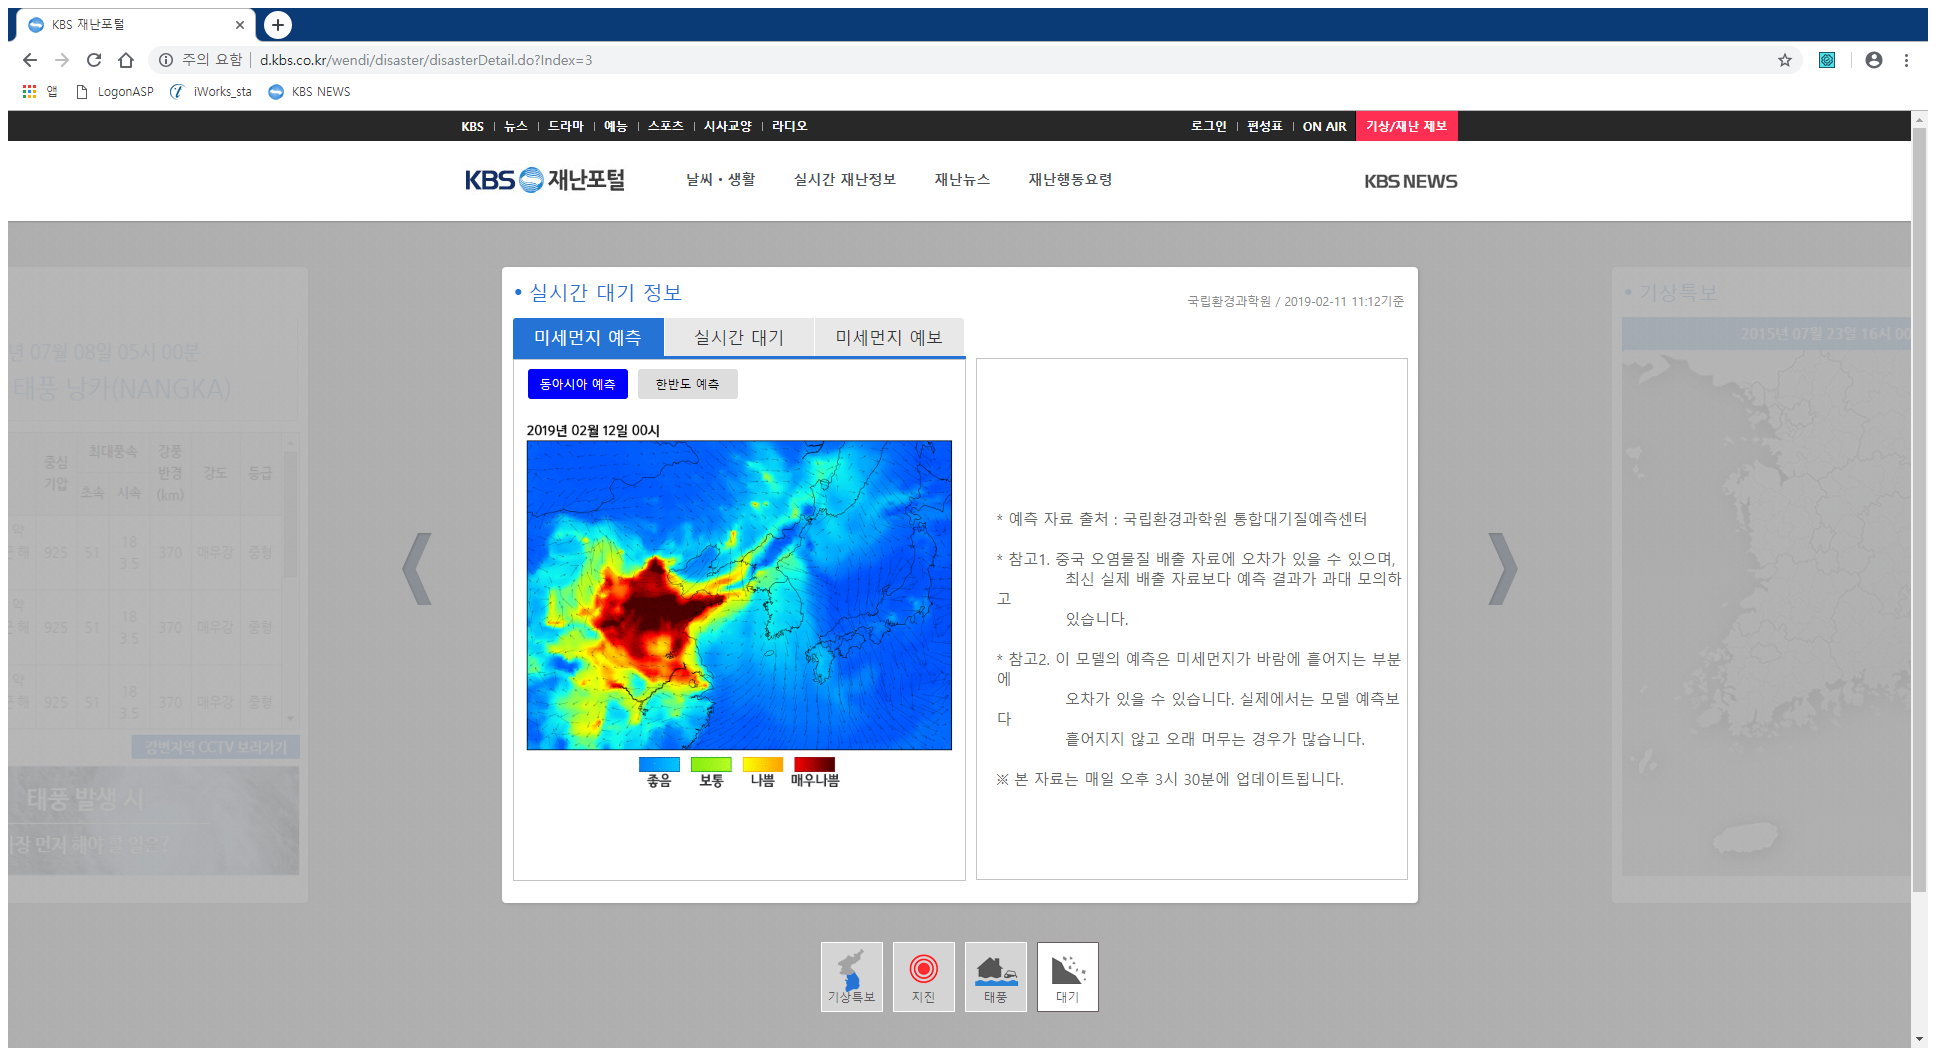 KBS 재난포털
주의 요함 | d.kbs.co.kr/wendi/disaster/disasterDetail.do?Index=3
앱 LogonASP iWorks_sta KBS NEWS
KBS | 뉴스 | 드라마 | 예능 | 스포츠 | 시사교양 | 라디오
로그인 | 편성표 | ON AIR 기상/재난 제보
KBS 재난포털 날씨・생활 실시간 재난정보 재난뉴스 재난행동요령 KBS NEWS
년 07월 08일 05시 00분
태풍 낭카(NANGKA)
중심 기압 최대풍속 강풍 반경 (km) 강도 등급
초속 시속
925 51 18 3.5 370 매우강 중형
925 51 18 3.5 370 매우강 중형
925 51 18 3.5 370 매우강 중형
강변지역 CCTV 보러가기
태풍 발생 시
장 먼저 해야 할 일은?
• 실시간 대기 정보
국립환경과학원 / 2019-02-11 11:12기준
미세먼지 예측 실시간 대기 미세먼지 예보
동아시아 예측 한반도 예측
2019년 02월 12일 00시
좋음 보통 나쁨 매우나쁨
* 예측 자료 출처 : 국립환경과학원 통합대기질예측센터
* 참고1. 중국 오염물질 배출 자료에 오차가 있을 수 있으며,
최신 실제 배출 자료보다 예측 결과가 과대 모의하
고
있습니다.
* 참고2. 이 모델의 예측은 미세먼지가 바람에 흩어지는 부분
에
오차가 있을 수 있습니다. 실제에서는 모델 예측보
다
흩어지지 않고 오래 머무는 경우가 많습니다.
※ 본 자료는 매일 오후 3시 30분에 업데이트됩니다.
• 기상특보
2015년 07월 23일 16시 00
기상특보 지진 태풍 대기